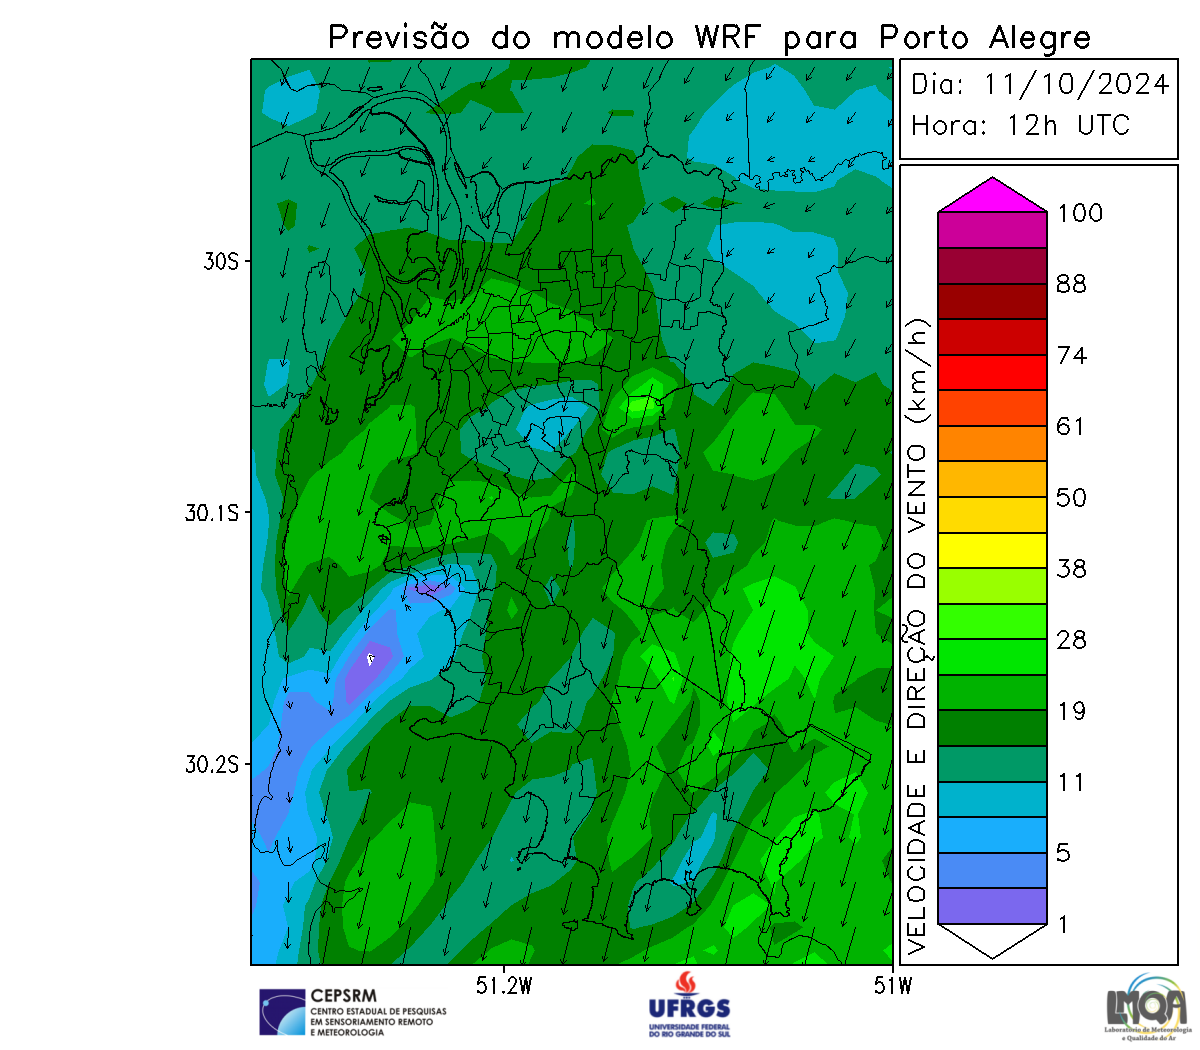 Previsão do modelo WRF para Porto Alegre
Dia: 11/10/2024
Hora: 12h UTC
30S
30.1S
30.2S
51.2W
51W
VELOCIDADE E DIREÇÃO DO VENTO (km/h)
100
88
74
61
50
38
28
19
11
5
1
CEPSRM
CENTRO ESTADUAL DE PESQUISAS
EM SENSORIAMENTO REMOTO
E METEOROLOGIA
UFRGS
UNIVERSIDADE FEDERAL
DO RIO GRANDE DO SUL
LMQA
Laboratório de Meteorologia
e Qualidade do Ar